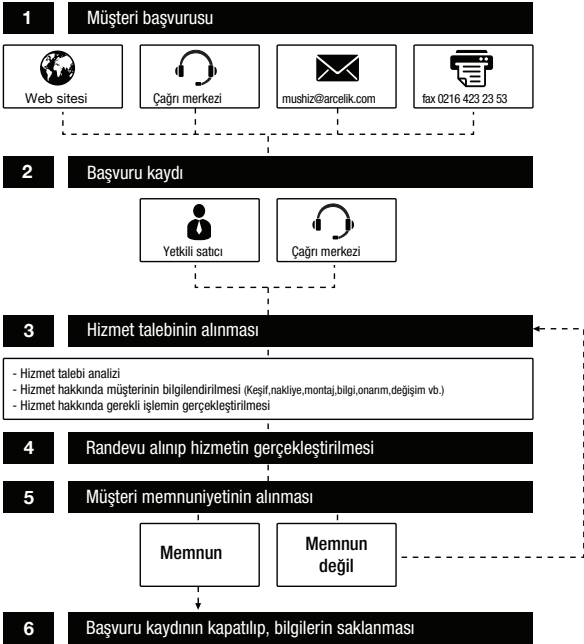 1 Müşteri başvurusu
Web sitesi
Çağrı merkezi
mushiz@arcelik.com
fax 0216 423 23 53
2 Başvuru kaydı
Yetkili satıcı
Çağrı merkezi
3 Hizmet talebinin alınması
- Hizmet talebi analizi
- Hizmet hakkında müşterinin bilgilendirilmesi (Keşif,nakliye,montaj,bilgi,onarım,değişim vb.)
- Hizmet hakkında gerekli işlemin gerçekleştirilmesi
4 Randevu alınıp hizmetin gerçekleştirilmesi
5 Müşteri memnuniyetinin alınması
Memnun
Memnun
değil
6 Başvuru kaydının kapatılıp, bilgilerin saklanması